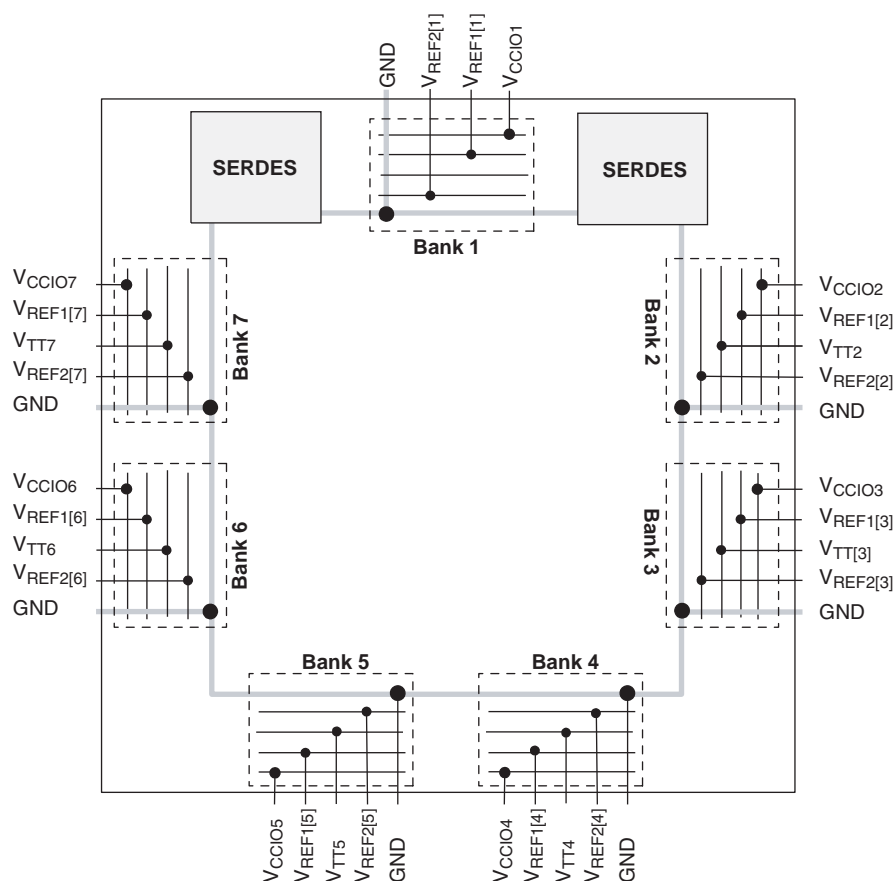 GND
VREF2[1]
VREF1[1]
VCCIO1
SERDES
SERDES
Bank 1
VCCIO7
VREF1[7]
VTT7
VREF2[7]
GND
Bank 7
Bank 2
VCCIO2
VREF1[2]
VTT2
VREF2[2]
GND
VCCIO6
VREF1[6]
VTT6
VREF2[6]
GND
Bank 6
Bank 3
VCCIO3
VREF1[3]
VTT[3]
VREF2[3]
GND
Bank 5
Bank 4
VCCIO5
VREF1[5]
VTT5
VREF2[5]
GND
VCCIO4
VREF1[4]
VTT4
VREF2[4]
GND